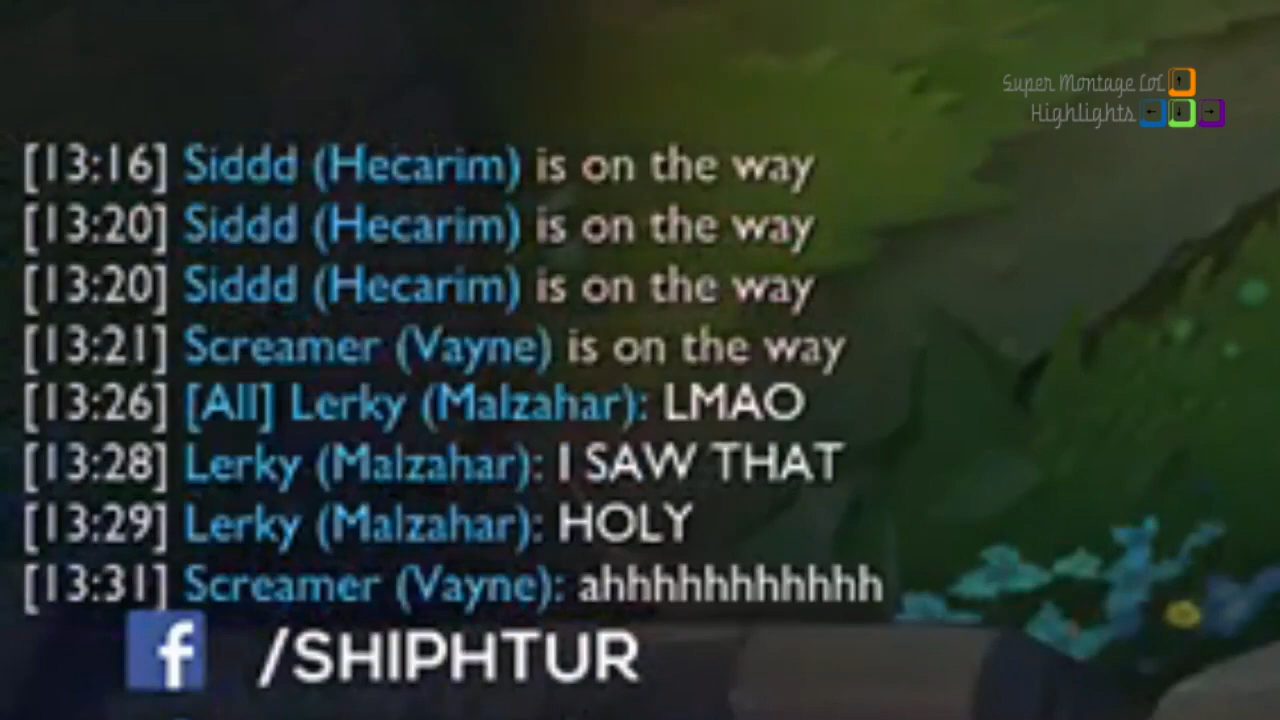 Super Montage LoL
Highlights
[13:16] Siddd (Hecarim) is on the way
[13:20] Siddd (Hecarim) is on the way
[13:20] Siddd (Hecarim) is on the way
[13:21] Screamer (Vayne) is on the way
[13:26] [All] Lerky (Malzahar): LMAO
[13:28] Lerky (Malzahar): I SAW THAT
[13:29] Lerky (Malzahar): HOLY
[13:31] Screamer (Vayne): ahhhhhhhhhhhh
f /SHIPHTUR